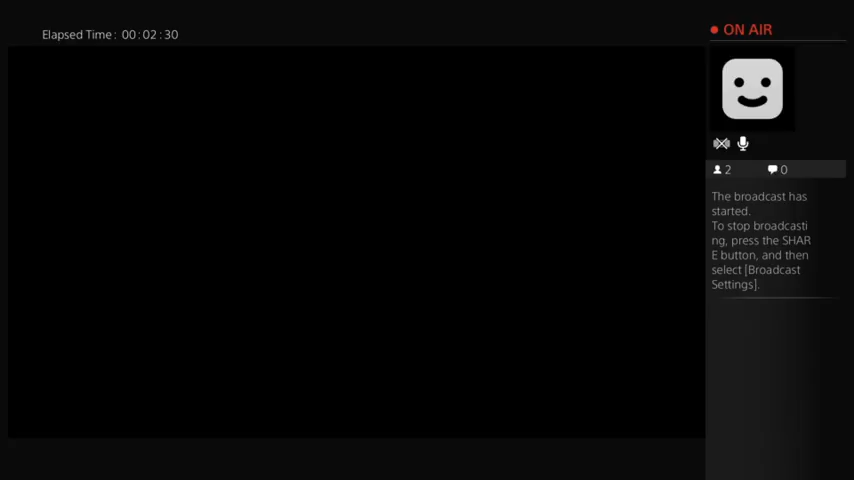 Elapsed Time: 00:02:30
ON AIR
2 0
The broadcast has
started.
To stop broadcasti
ng, press the SHAR
E button, and then
select [Broadcast
Settings].